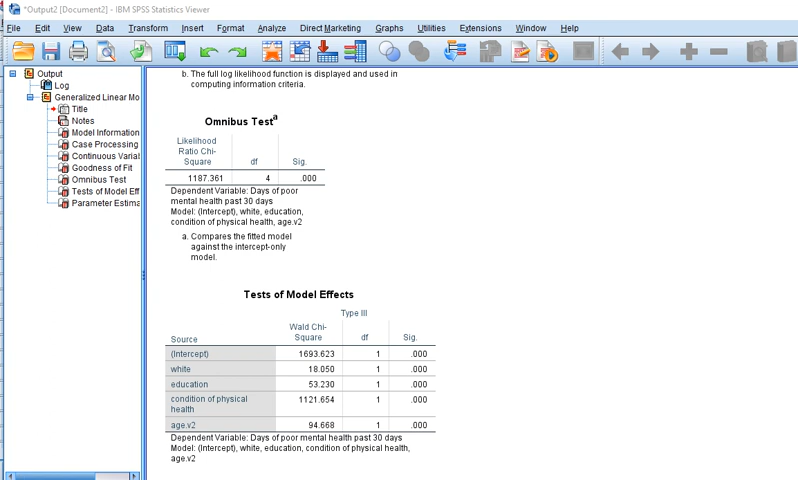 *Output2 [Document2] - IBM SPSS Statistics Viewer
File Edit View Data Transform Insert Format Analyze Direct Marketing Graphs Utilities Extensions Window Help
Output
Log
Generalized Linear Mo
Title
Notes
Model Information
Case Processing
Continuous Variab
Goodness of Fit
Omnibus Test
Tests of Model Eff
Parameter Estima
b. The full log likelihood function is displayed and used in
computing information criteria.
Omnibus Testa
Likelihood
Ratio Chi-
Square df Sig.
1187.361 4 .000
Dependent Variable: Days of poor
mental health past 30 days
Model: (Intercept), white, education,
condition of physical health, age.v2
a. Compares the fitted model
against the intercept-only
model.
Tests of Model Effects
Type III
Source Wald Chi-
Square df Sig.
(Intercept) 1693.623 1 .000
white 18.050 1 .000
education 53.230 1 .000
condition of physical
health 1121.654 1 .000
age.v2 94.668 1 .000
Dependent Variable: Days of poor mental health past 30 days
Model: (Intercept), white, education, condition of physical health,
age.v2